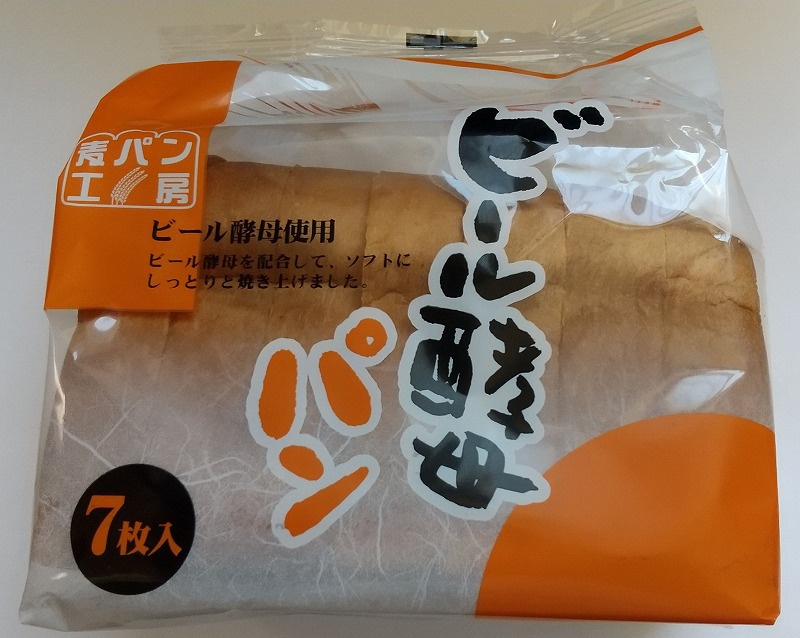 麦パン
工房
ビール酵母
パン
ビール酵母使用
ビール酵母を配合して、ソフトに
しっとりと焼き上げました。
7枚入